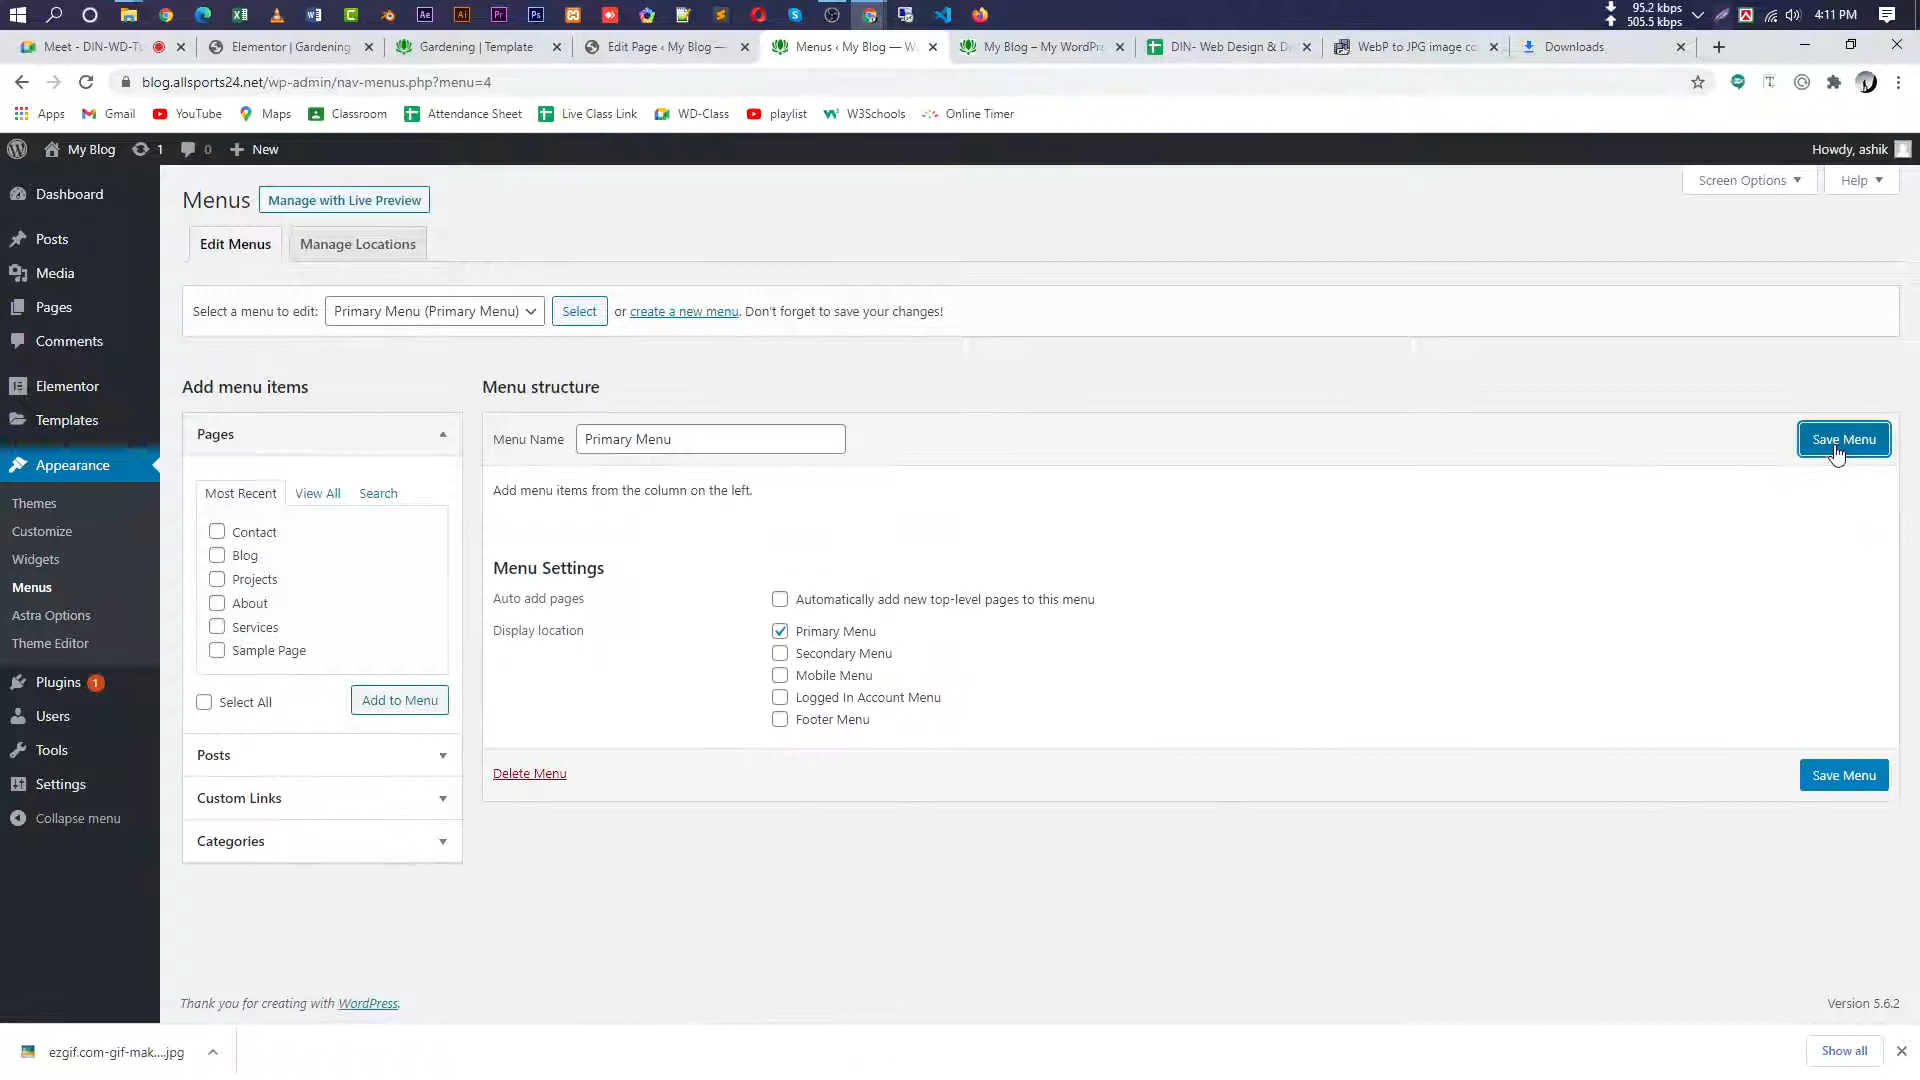 95.2 kbps
505.5 kbps
4:11 PM
Meet - DIN-WD-Tu
Elementor | Gardening
Gardening | Template
Edit Page ‹ My Blog —
Menus ‹ My Blog — W
My Blog – My WordPre
DIN- Web Design & D
WebP to JPG image co
Downloads
blog.allsports24.net/wp-admin/nav-menus.php?menu=4
Apps
Gmail
YouTube
Maps
Classroom
Attendance Sheet
Live Class Link
WD-Class
playlist
W3Schools
Online Timer
My Blog
1
0
New
Howdy, ashik
Dashboard
Posts
Media
Pages
Comments
Elementor
Templates
Appearance
Themes
Customize
Widgets
Menus
Astra Options
Theme Editor
Plugins 1
Users
Tools
Settings
Collapse menu
Menus
Manage with Live Preview
Screen Options
Help
Edit Menus
Manage Locations
Select a menu to edit: Primary Menu (Primary Menu) Select or create a new menu. Don't forget to save your changes!
Add menu items
Pages
Most Recent
View All
Search
Contact
Blog
Projects
About
Services
Sample Page
Select All
Add to Menu
Posts
Custom Links
Categories
Menu structure
Menu Name
Primary Menu
Save Menu
Add menu items from the column on the left.
Menu Settings
Auto add pages
Automatically add new top-level pages to this menu
Display location
Primary Menu
Secondary Menu
Mobile Menu
Logged In Account Menu
Footer Menu
Delete Menu
Save Menu
Thank you for creating with WordPress.
Version 5.6.2
ezgif.com-gif-mak....jpg
Show all